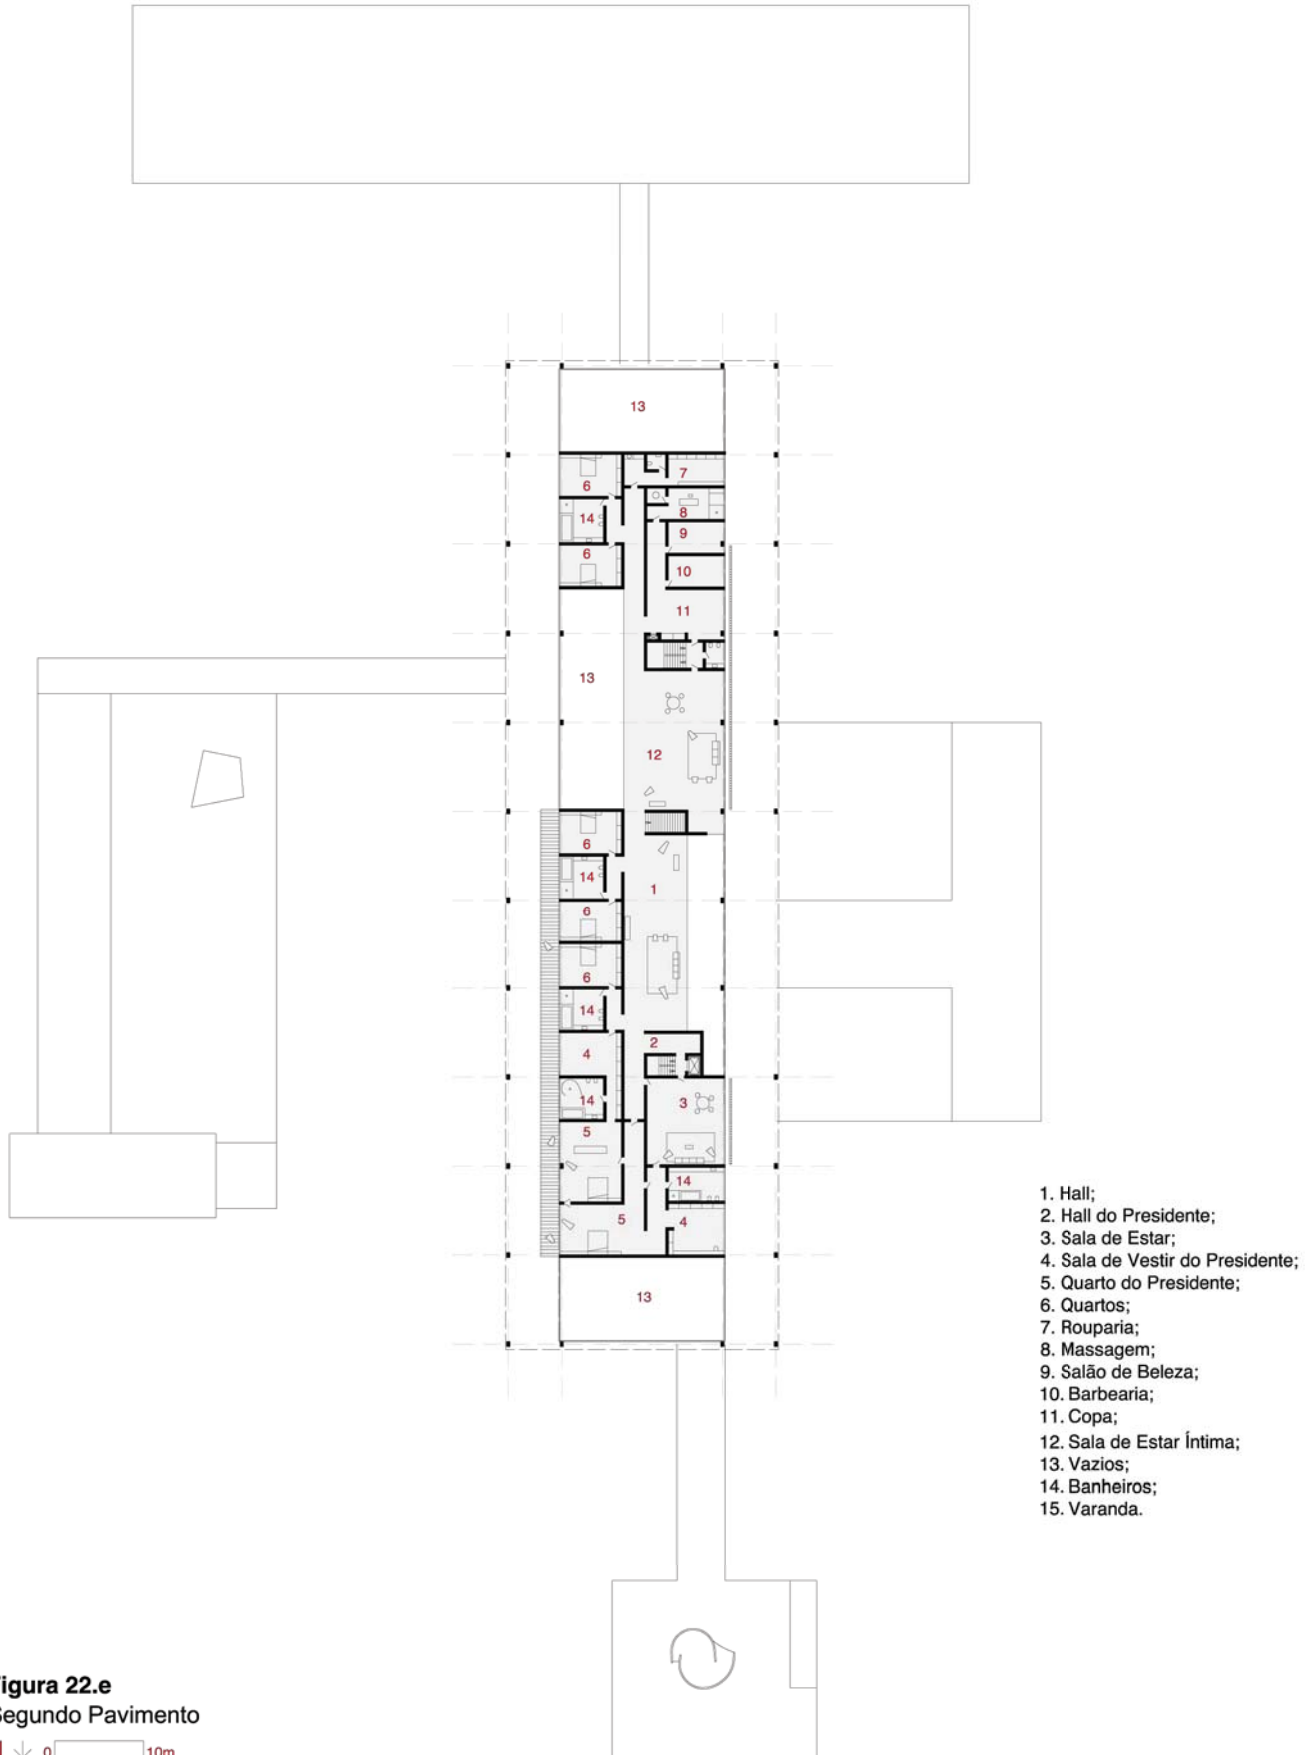 13
7
6
8
14
9
6
10
11
13
12
6
14
1
6
6
14
2
4
14
3
5
14
5
4
13
1. Hall;
2. Hall do Presidente;
3. Sala de Estar;
4. Sala de Vestir do Presidente;
5. Quarto do Presidente;
6. Quartos;
7. Rouparia;
8. Massagem;
9. Salão de Beleza;
10. Barbearia;
11. Copa;
12. Sala de Estar Íntima;
13. Vazios;
14. Banheiros;
15. Varanda.
igura 22.e
Segundo Pavimento
0 10m